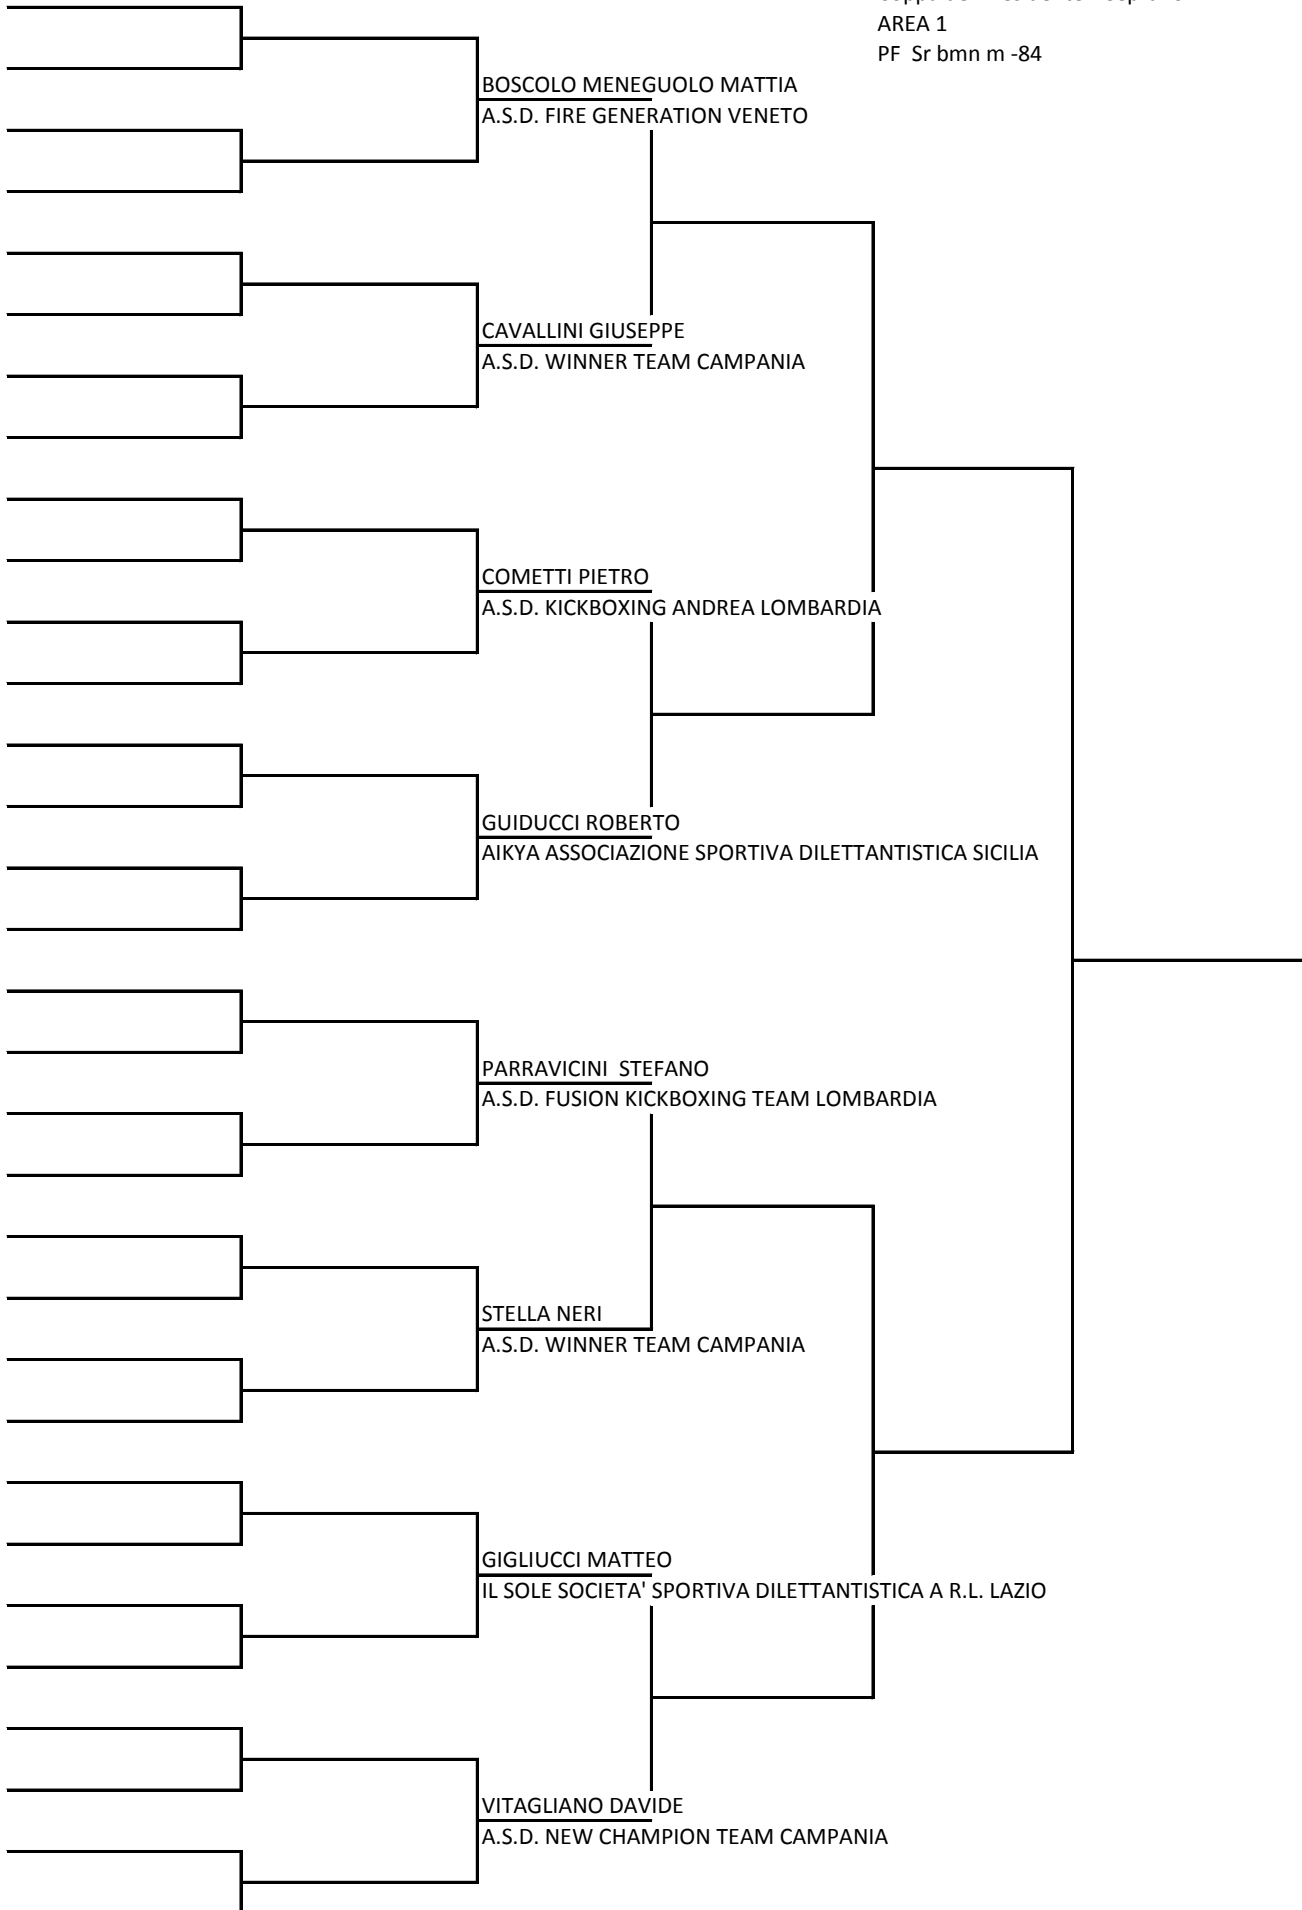 AREA 1
PF Sr bmn m -84
BOSCOLO MENEGUOLO MATTIA
A.S.D. FIRE GENERATION VENETO
CAVALLINI GIUSEPPE
A.S.D. WINNER TEAM CAMPANIA
COMETTI PIETRO
A.S.D. KICKBOXING ANDREA LOMBARDIA
GUIDUCCI ROBERTO
AIKYA ASSOCIAZIONE SPORTIVA DILETTANTISTICA SICILIA
PARRAVICINI STEFANO
A.S.D. FUSION KICKBOXING TEAM LOMBARDIA
STELLA NERI
A.S.D. WINNER TEAM CAMPANIA
GIGLIUCCI MATTEO
IL SOLE SOCIETA' SPORTIVA DILETTANTISTICA A R.L. LAZIO
VITAGLIANO DAVIDE
A.S.D. NEW CHAMPION TEAM CAMPANIA